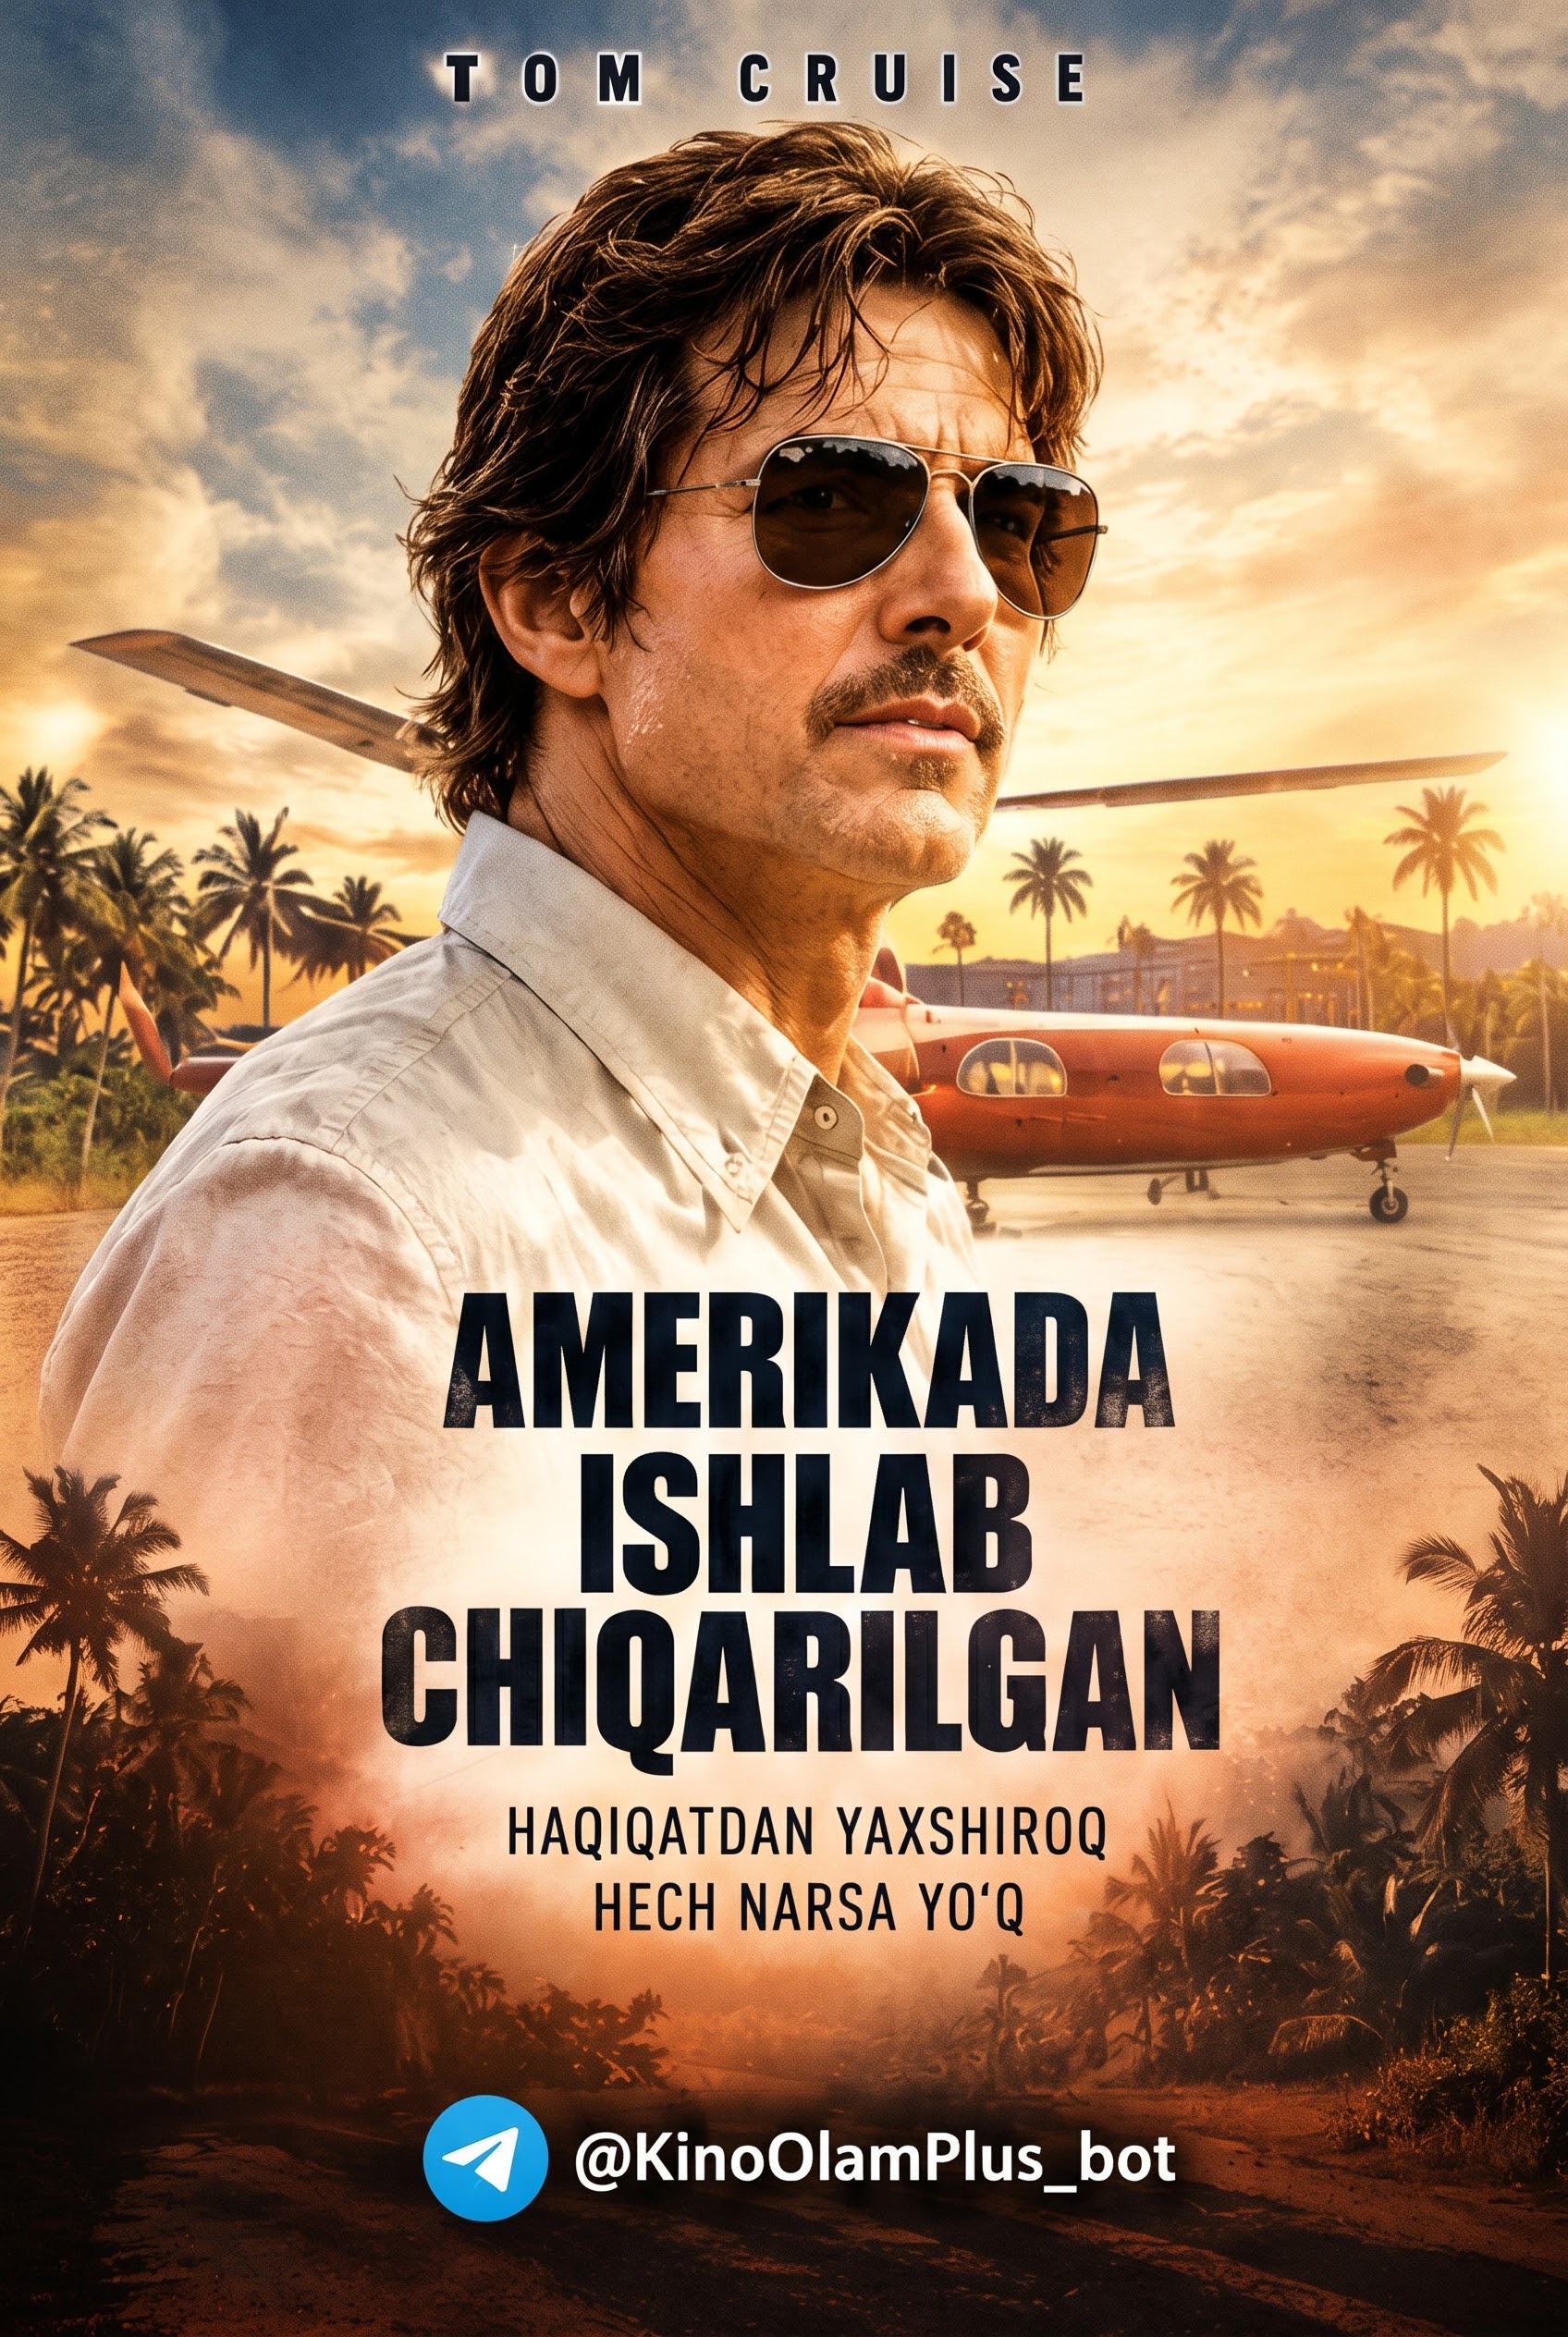 TOM CRUISE
AMERIKADA
ISHLAB
CHIQARILGAN
HAQIQATDAN YAXSHIROQ
HECH NARSA YO‘Q
@KinoOlamPlus_bot